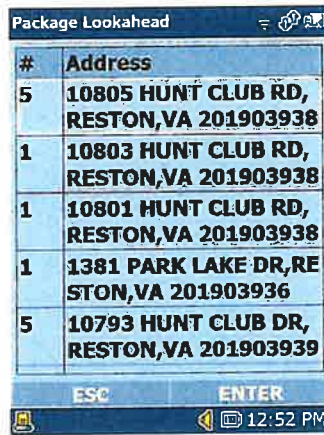 Package Lookahead
# Address
5 10805 HUNT CLUB RD,
RESTON,VA 201903938
1 10803 HUNT CLUB RD,
RESTON,VA 201903938
1 10801 HUNT CLUB RD,
RESTON,VA 201903938
1 1381 PARK LAKE DR,RE
STON,VA 201903936
5 10793 HUNT CLUB DR,
RESTON,VA 201903939
ESC ENTER
12:52 PM